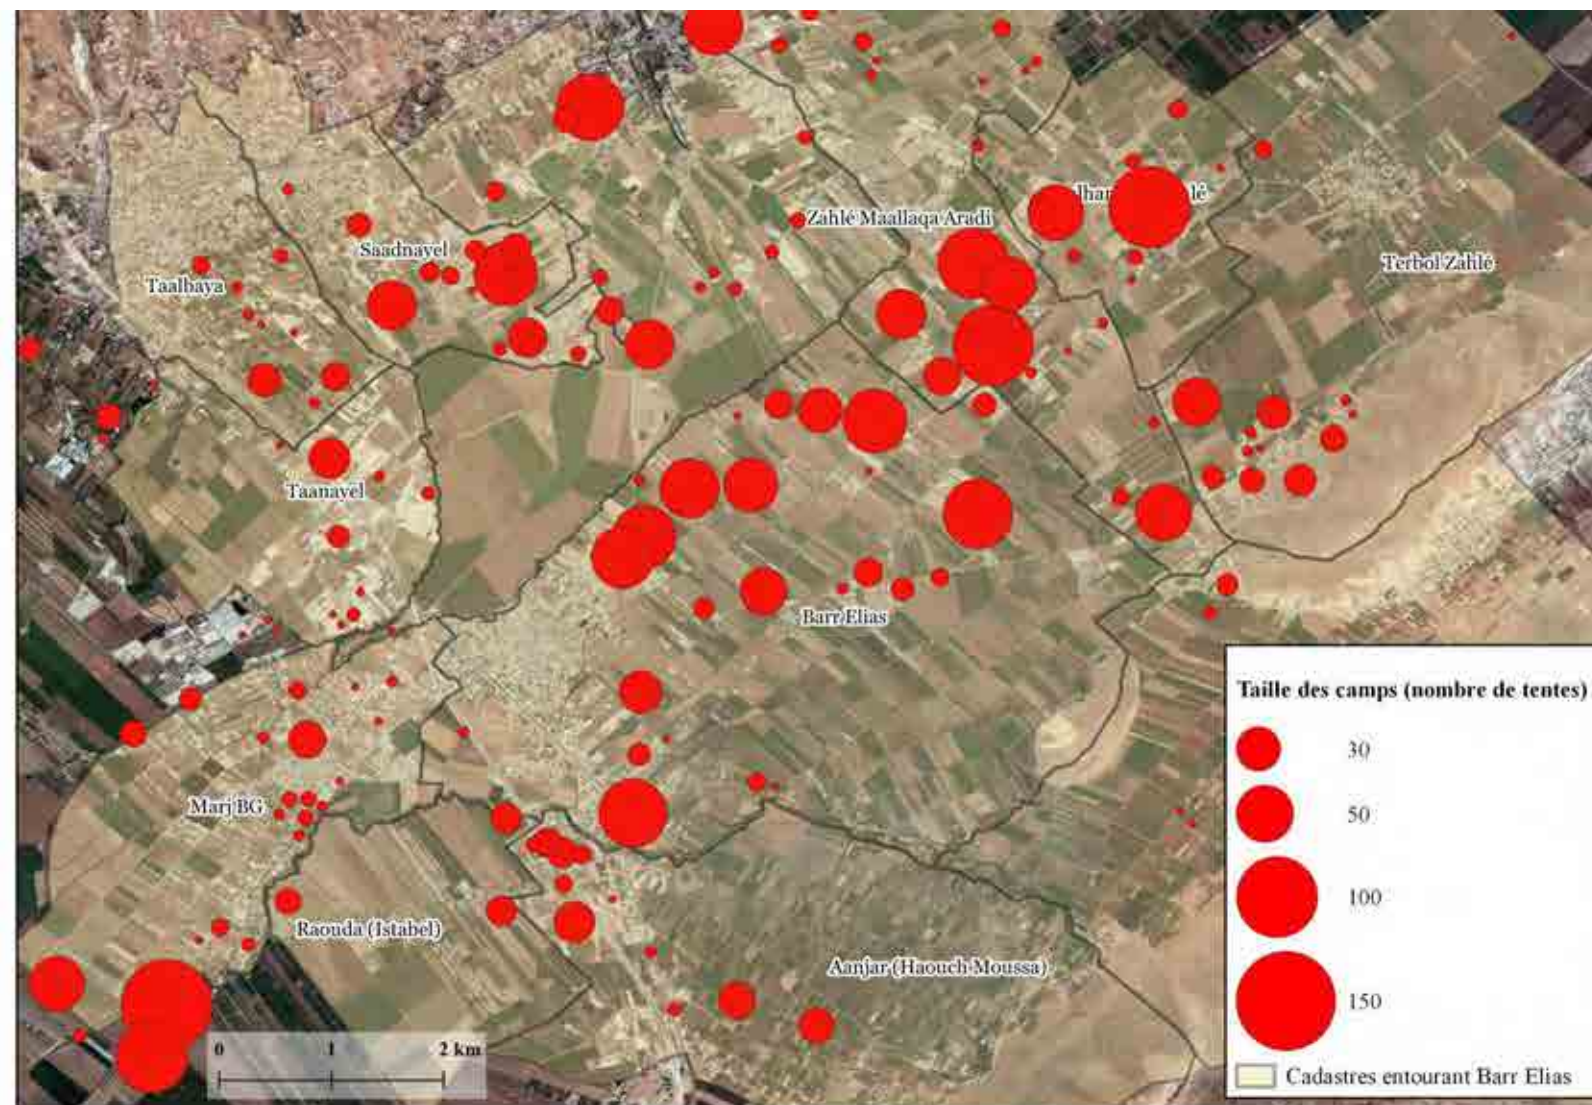 Zahlé Maallaqa Aradi
Saadnayel
Terbol Zahlé
Taalbaya
Taanayel
Barr Elias
Marj BG
Raouda (Istabel)
Aanjar (Haouch Moussa)
0 1 2 km
Taille des camps (nombre de tentes)
30
50
100
150
Cadastres entourant Barr Elias